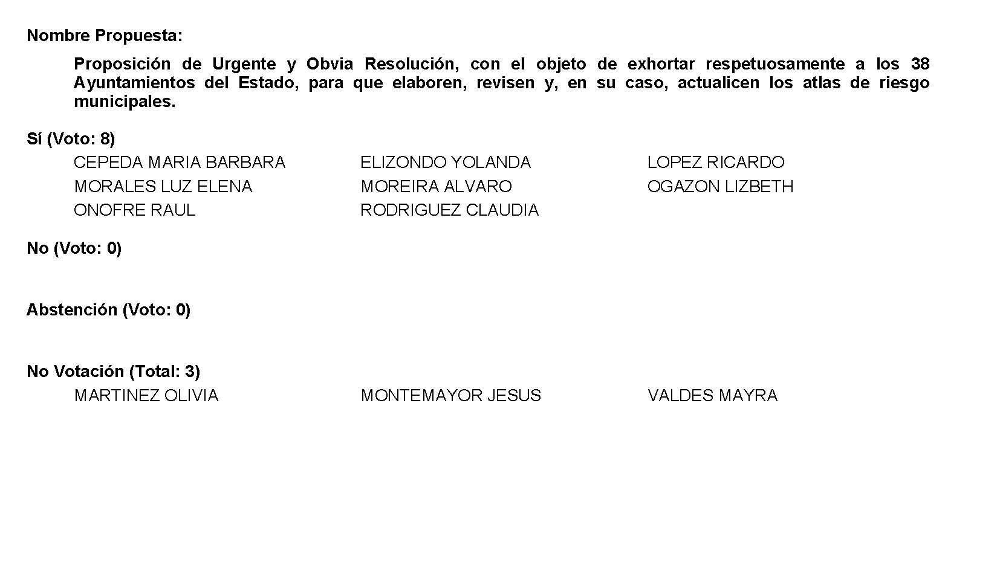 Nombre Propuesta:
Proposición de Urgente y Obvia Resolución, con el objeto de exhortar respetuosamente a los 38
Ayuntamientos del Estado, para que elaboren, revisen y, en su caso, actualicen los atlas de riesgo
municipales.
Sí (Voto: 8)
CEPEDA MARIA BARBARA ELIZONDO YOLANDA LOPEZ RICARDO
MORALES LUZ ELENA MOREIRA ALVARO OGAZON LIZBETH
ONOFRE RAUL RODRIGUEZ CLAUDIA
No (Voto: 0)
Abstención (Voto: 0)
No Votación (Total: 3)
MARTINEZ OLIVIA MONTEMAYOR JESUS VALDES MAYRA